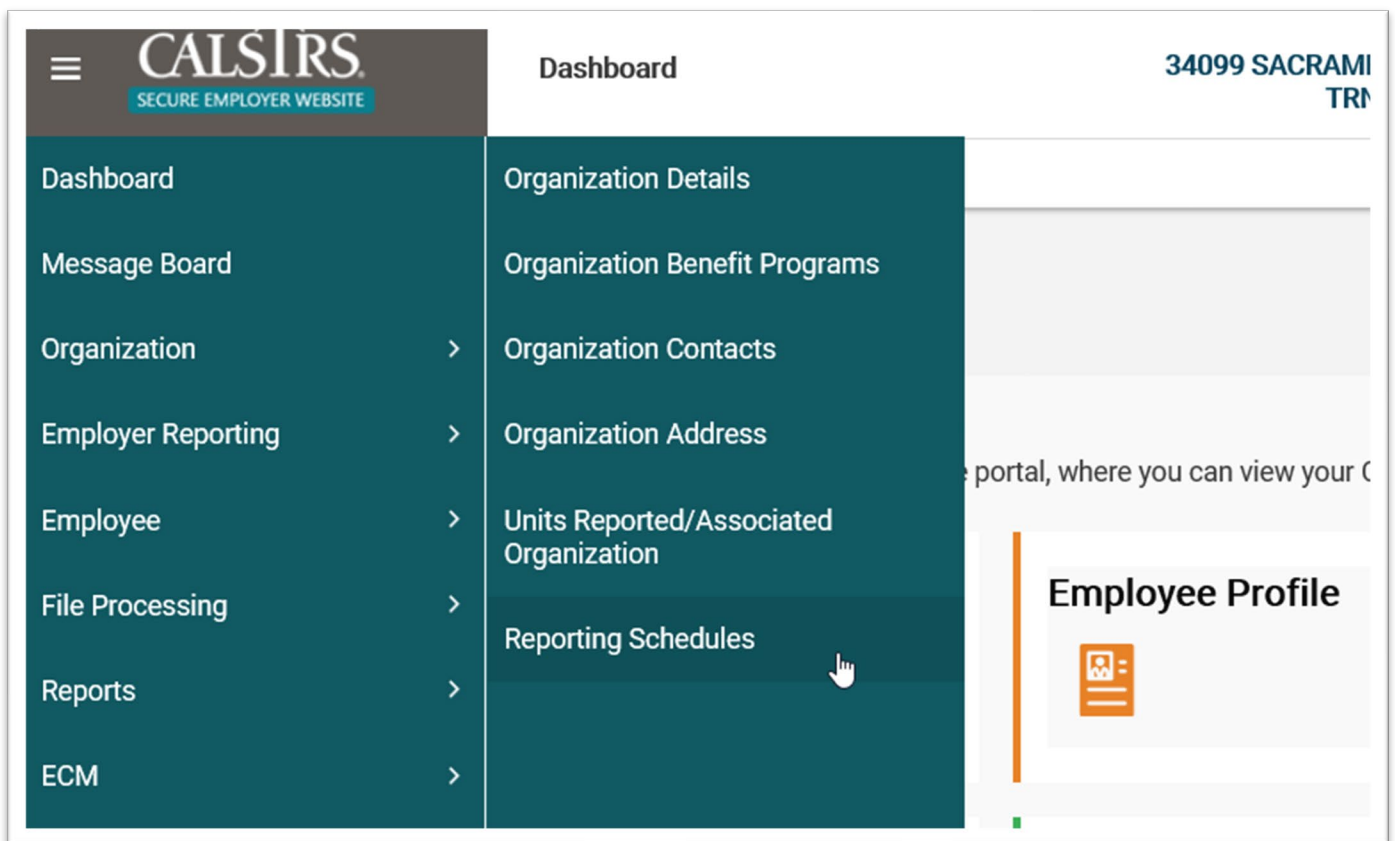 CALSTRS.
SECURE EMPLOYER WEBSITE
Dashboard
34099 SACRAM
TRN
Dashboard
Message Board
Organization
Employer Reporting
Employee
File Processing
Reports
ECM
Organization Details
Organization Benefit Programs
Organization Contacts
Organization Address
Units Reported/Associated
Organization
Reporting Schedules
portal, where you can view your
Employee Profile